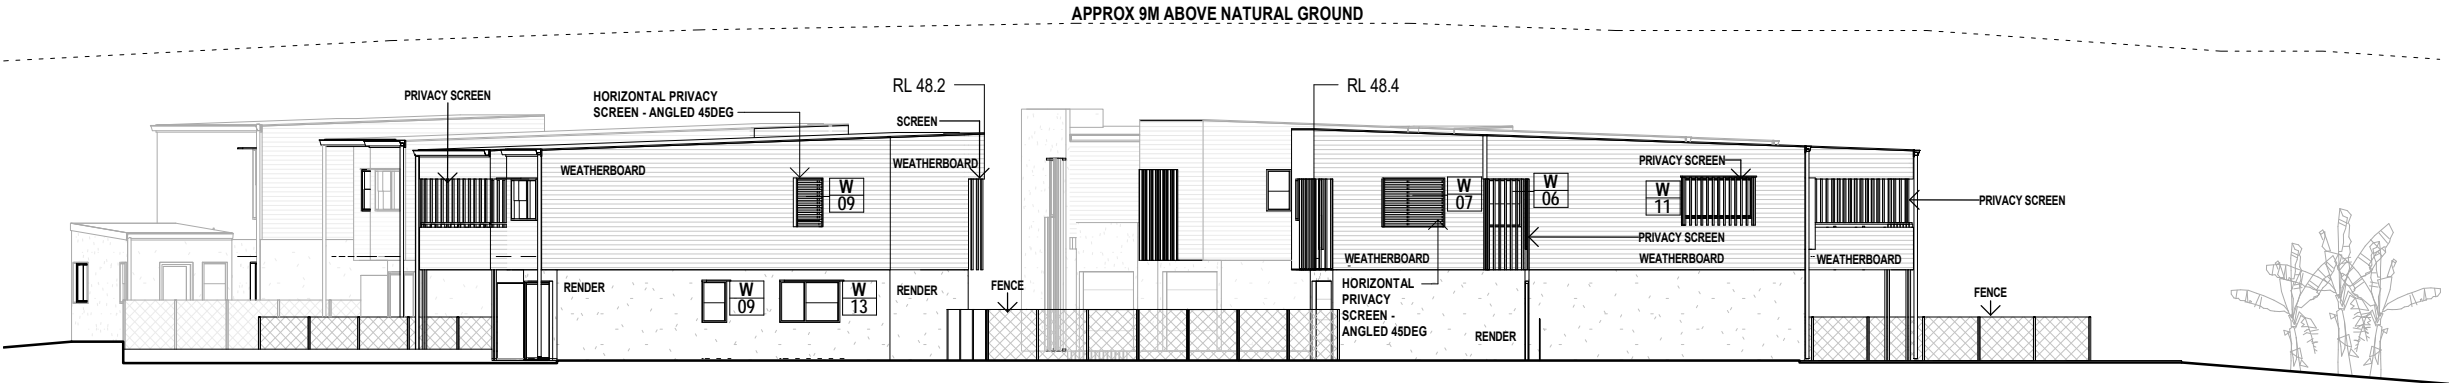 APPROX 9M ABOVE NATURAL GROUND
PRIVACY SCREEN
HORIZONTAL PRIVACY
SCREEN - ANGLED 45DEG
RL 48.2
SCREEN
RL 48.4
WEATHERBOARD
WEATHERBOARD
W
09
PRIVACY SCREEN
W
07
W
06
W
11
PRIVACY SCREEN
PRIVACY SCREEN
WEATHERBOARD
WEATHERBOARD
WEATHERBOARD
RENDER
W
09
W
13
RENDER
FENCE
HORIZONTAL
PRIVACY
SCREEN -
ANGLED 45DEG
RENDER
FENCE